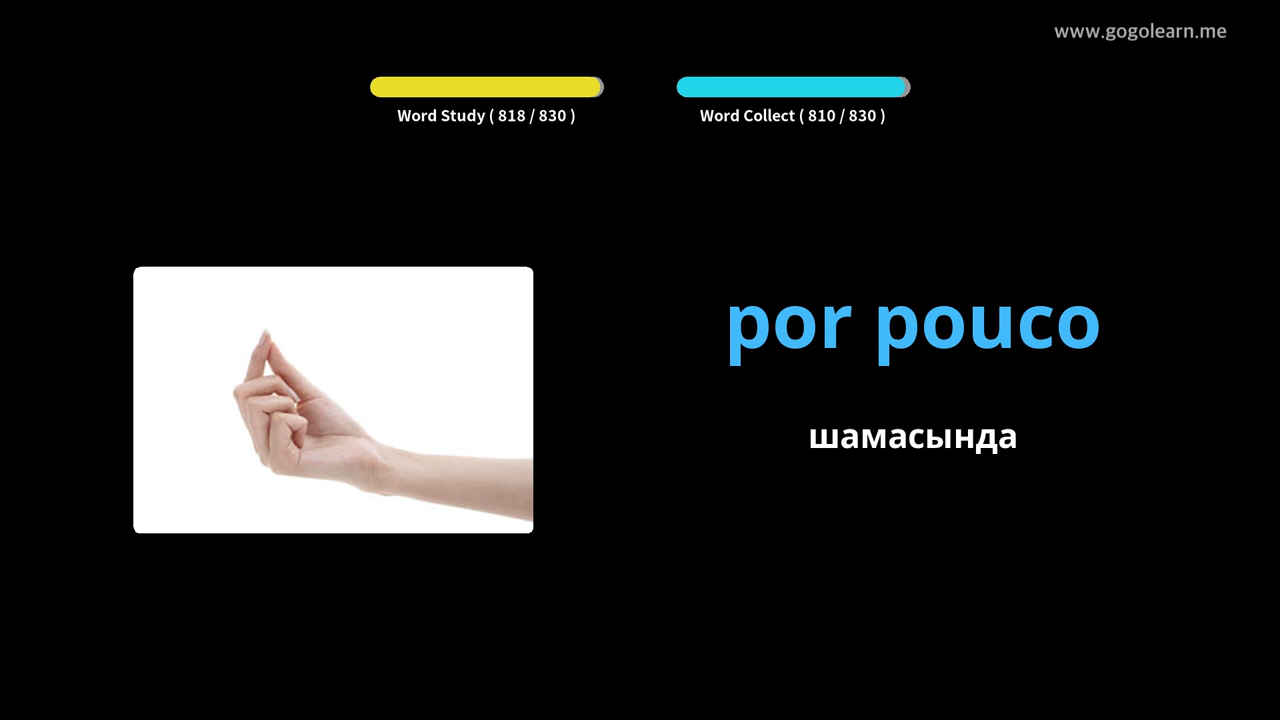 www.gogolearn.me
Word Study ( 818 / 830 )
Word Collect ( 810 / 830 )
por pouco
шамасында